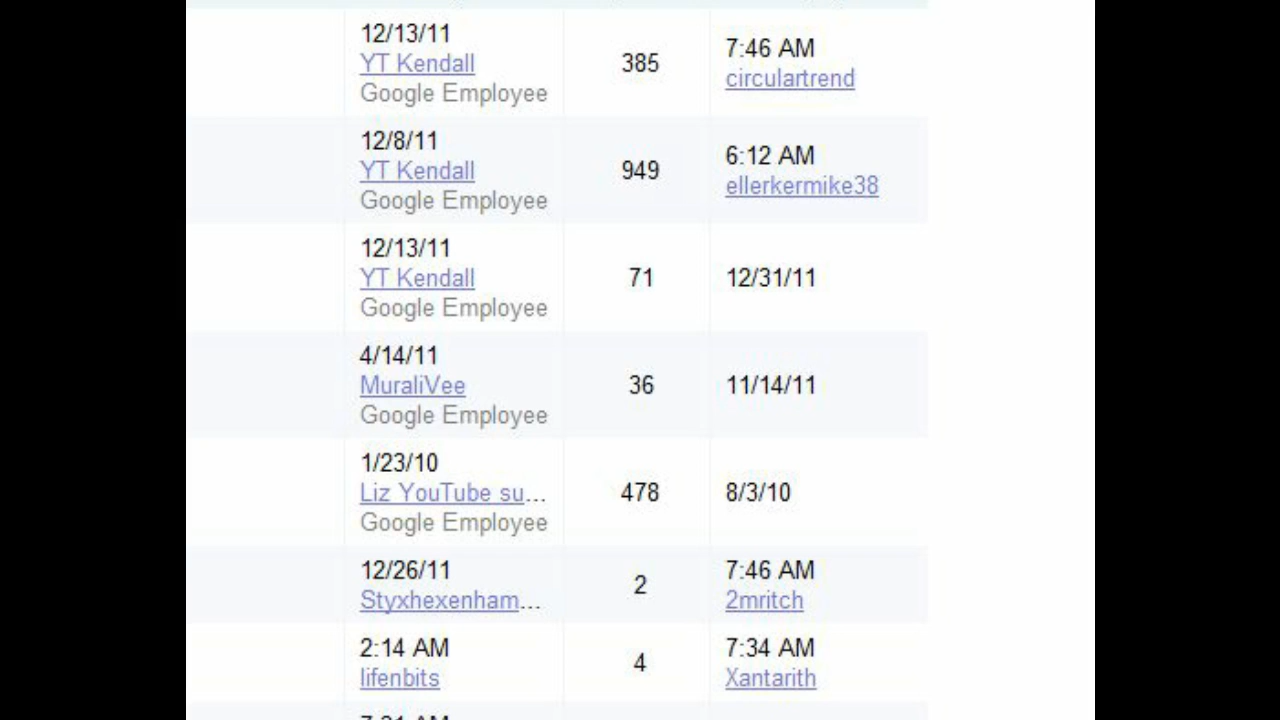 12/13/11
YT Kendall
Google Employee
385
7:46 AM
circulartrend
12/8/11
YT Kendall
Google Employee
949
6:12 AM
ellerkermike38
12/13/11
YT Kendall
Google Employee
71
12/31/11
4/14/11
MuraliVee
Google Employee
36
11/14/11
1/23/10
Liz YouTube su...
Google Employee
478
8/3/10
12/26/11
Styxhexenham...
2
7:46 AM
2mritch
2:14 AM
lifenbits
4
7:34 AM
Xantarith